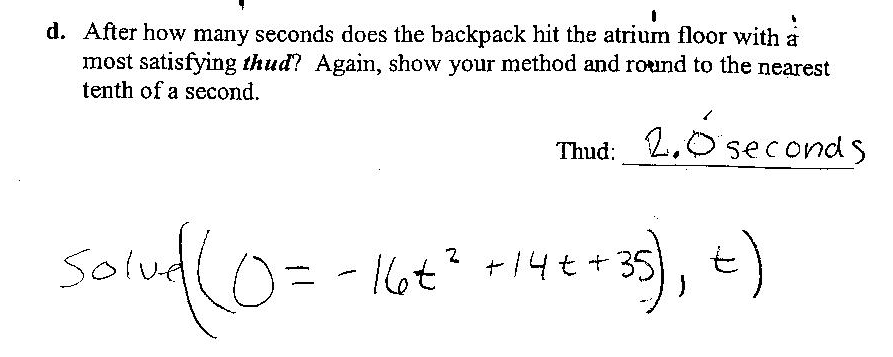 d. After how many seconds does the backpack hit the atrium floor with a
most satisfying thud? Again, show your method and round to the nearest
tenth of a second.
Thud: 2.0 seconds
Solve((0 = -16t² + 14t + 35), t)